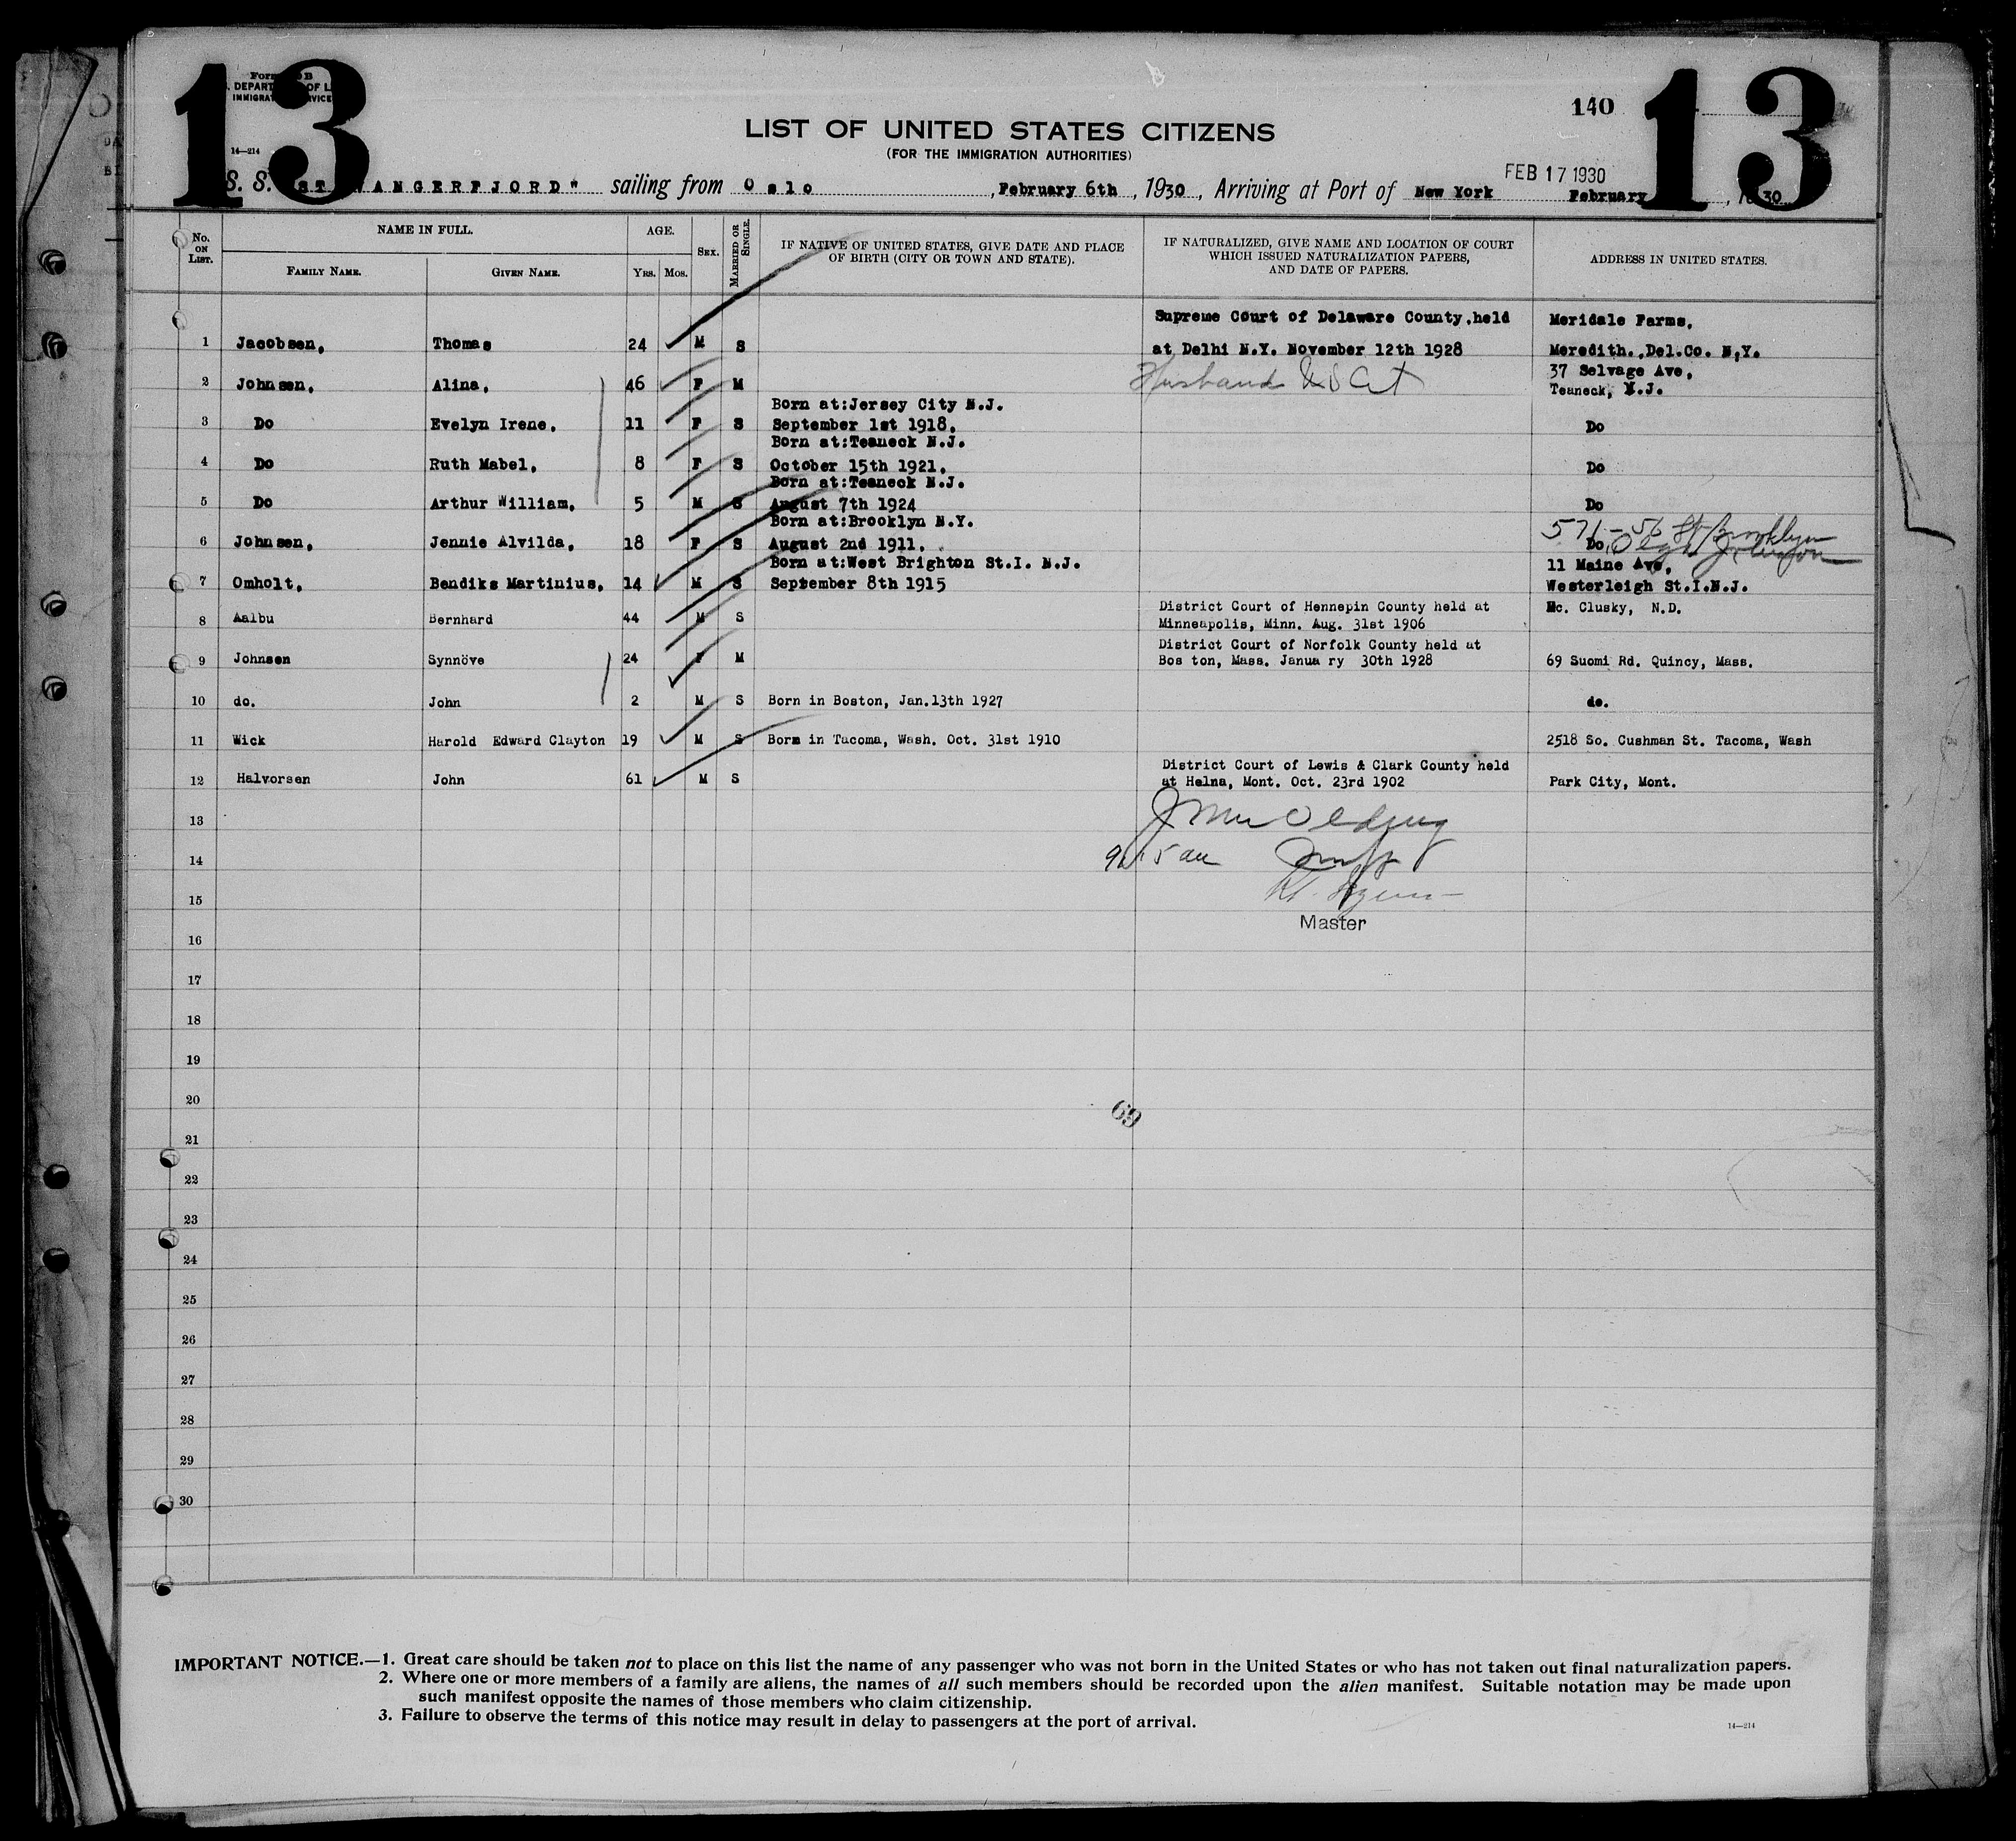 13
13
140
14—214
LIST OF UNITED STATES CITIZENS
(FOR THE IMMIGRATION AUTHORITIES)
FEB 17 1930
S. S. "ST VANGERFJORD" sailing from Oslo, February 6th, 1930, Arriving at Port of New York February , 1930
No. ON LIST.
NAME IN FULL.
FAMILY NAME.
GIVEN NAME.
AGE.
YRS. MOS.
SEX.
MARRIED OR SINGLE.
IF NATIVE OF UNITED STATES, GIVE DATE AND PLACE
OF BIRTH (CITY OR TOWN AND STATE).
IF NATURALIZED, GIVE NAME AND LOCATION OF COURT
WHICH ISSUED NATURALIZATION PAPERS,
AND DATE OF PAPERS.
ADDRESS IN UNITED STATES.
Supreme Court of Delaware County, held Meridale Farms,
1 Jacobsen, Thomas 24 M S at Delhi N.Y. November 12th 1928 Meredith.,Del.Co. N.Y.
37 Selvage Ave,
2 Johnsen, Alina, 46 F M Husband Teaneck, N.J.
Born at:Jersey City N.J.
3 Do Evelyn Irene, 11 F S September 1st 1918, Do
Born at:Teaneck N.J.
4 Do Ruth Mabel, 8 F S October 15th 1921, Do
Born at:Teaneck N.J.
5 Do Arthur William, 5 M S August 7th 1924 Do
Born at:Brooklyn N.Y. 571-56 St Brooklyn
6 Johnsen, Jennie Alvilda, 18 F S August 2nd 1911, Do
Born at:West Brighton St.I. N.J. 11 Maine Ave,
7 Omholt, Bendiks Martinius, 14 M S September 8th 1915 Westerleigh St.I.N.J.
District Court of Hennepin County held at Mc. Clusky, N.D.
8 Aalbu Bernhard 44 M S Minneapolis, Minn. Aug. 31st 1906
District Court of Norfolk County held at
9 Johnsen Synnöve 24 F M Bos ton, Mass. Janua ry 30th 1928 69 Suomi Rd. Quincy, Mass.
10 do. John 2 M S Born in Boston, Jan.13th 1927 do.
11 Wick Harold Edward Clayton 19 M S Born in Tacoma, Wash. Oct. 31st 1910 2518 So. Cushman St. Tacoma, Wash
District Court of Lewis & Clark County held
12 Halvorsen John 61 M S at Helna, Mont. Oct. 23rd 1902 Park City, Mont.
13
14
15
Master
16
17
18
19
20
69
21
22
23
24
25
26
27
28
29
30
IMPORTANT NOTICE.—1. Great care should be taken not to place on this list the name of any passenger who was not born in the United States or who has not taken out final naturalization papers.
2. Where one or more members of a family are aliens, the names of all such members should be recorded upon the alien manifest. Suitable notation may be made upon
such manifest opposite the names of those members who claim citizenship.
3. Failure to observe the terms of this notice may result in delay to passengers at the port of arrival.
14—214